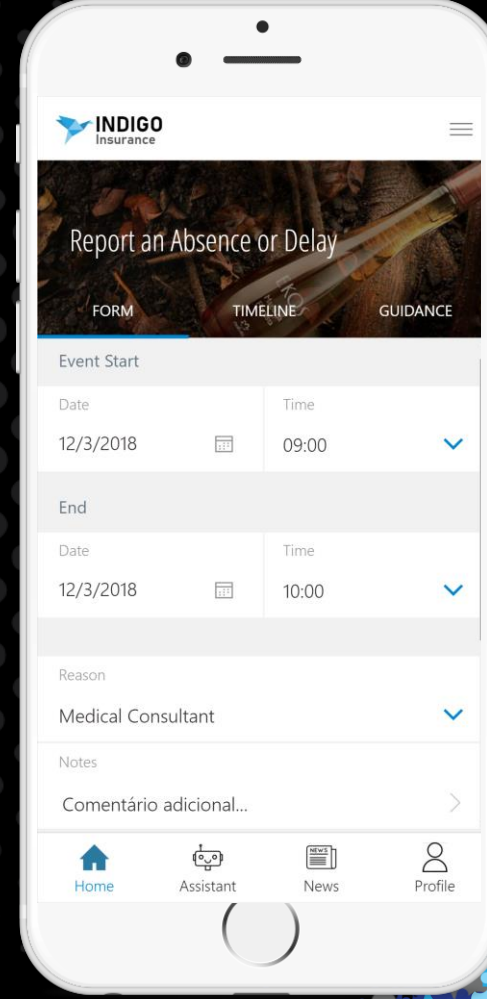 INDIGO
Insurance
Report an Absence or Delay
FORM TIMELINE GUIDANCE
Event Start
Date Time
12/3/2018 09:00
End
Date Time
12/3/2018 10:00
Reason
Medical Consultant
Notes
Comentário adicional...
NEWS
Home Assistant News Profile